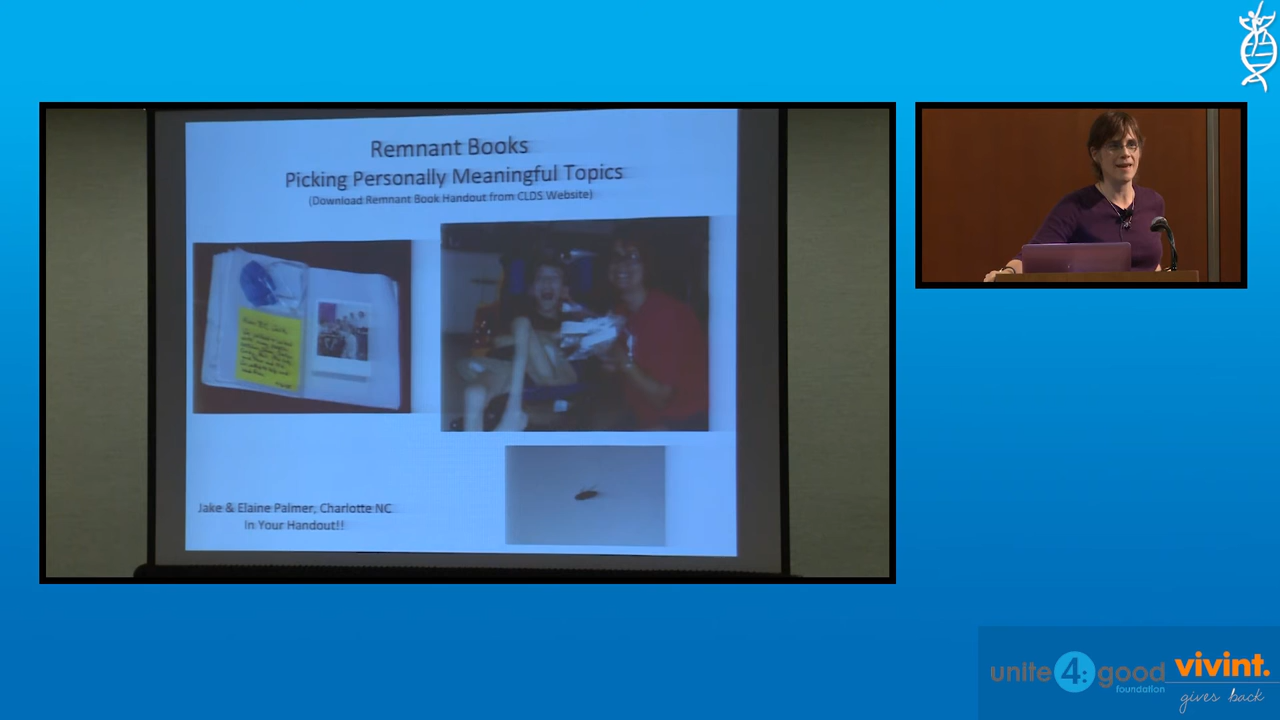 Remnant Books
Picking Personally Meaningful Topics
(Download Remnant Book Handout from CLDS Website)
Jake & Elaine Palmer, Charlotte NC
In Your Handout!!
unite 4: good
foundation
vivint.
gives back